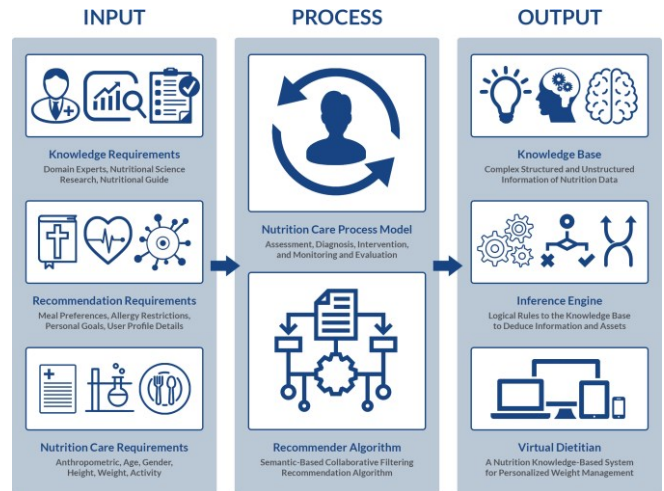 INPUT
Knowledge Requirements
Domain Experts, Nutritional Science
Research, Nutritional Guide
Recommendation Requirements
Meal Preferences, Allergy Restrictions,
Personal Goals, User Profile Details
Nutrition Care Requirements
Anthropometric, Age, Gender,
Height, Weight, Activity
PROCESS
Nutrition Care Process Model
Assessment, Diagnosis, Intervention,
and Monitoring and Evaluation
Recommender Algorithm
Semantic-Based Collaborative Filtering
Recommendation Algorithm
OUTPUT
Knowledge Base
Complex Structured and Unstructured
Information of Nutrition Data
Inference Engine
Logical Rules to the Knowledge Base
to Deduce Information and Assets
Virtual Dietitian
A Nutrition Knowledge-Based System
for Personalized Weight Management